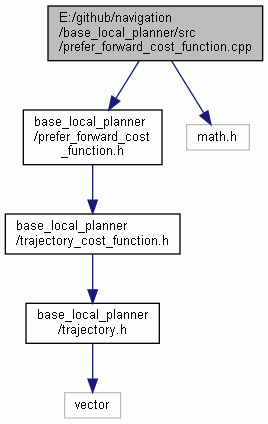 E:/github/navigation
/base_local_planner/src
/prefer_forward_cost_function.cpp
base_local_planner
/prefer_forward_cost
_function.h
math.h
base_local_planner
/trajectory_cost_function.h
base_local_planner
/trajectory.h
vector